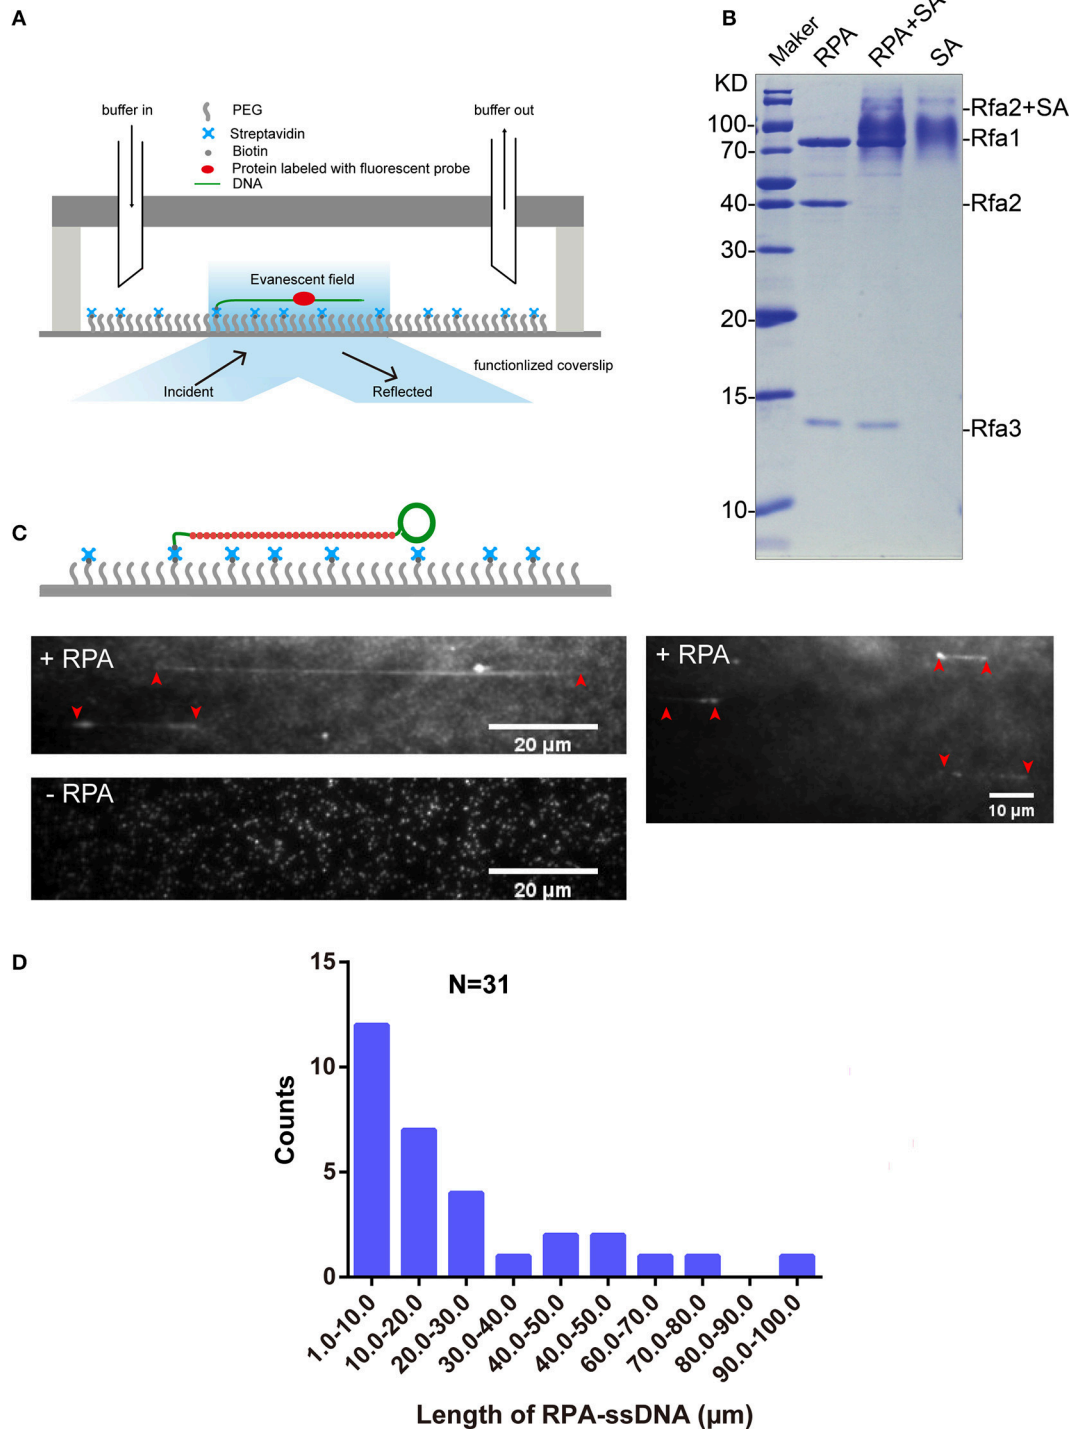 A
buffer in
buffer out
PEG
Streptavidin
Biotin
Protein labeled with fluorescent probe
DNA
Evanescent field
Incident
Reflected
functionlized coverslip
B
Maker
RPA
RPA+SA
SA
KD
100-
70-
40-
30-
20-
15-
10-
-Rfa2+SA
-Rfa1
-Rfa2
-Rfa3
C
+ RPA
20 µm
- RPA
20 µm
+ RPA
10 µm
D
N=31
Counts
15
10
5
0
1.0-10.0
10.0-20.0
20.0-30.0
30.0-40.0
40.0-50.0
40.0-50.0
60.0-70.0
70.0-80.0
80.0-90.0
90.0-100.0
Length of RPA-ssDNA (µm)